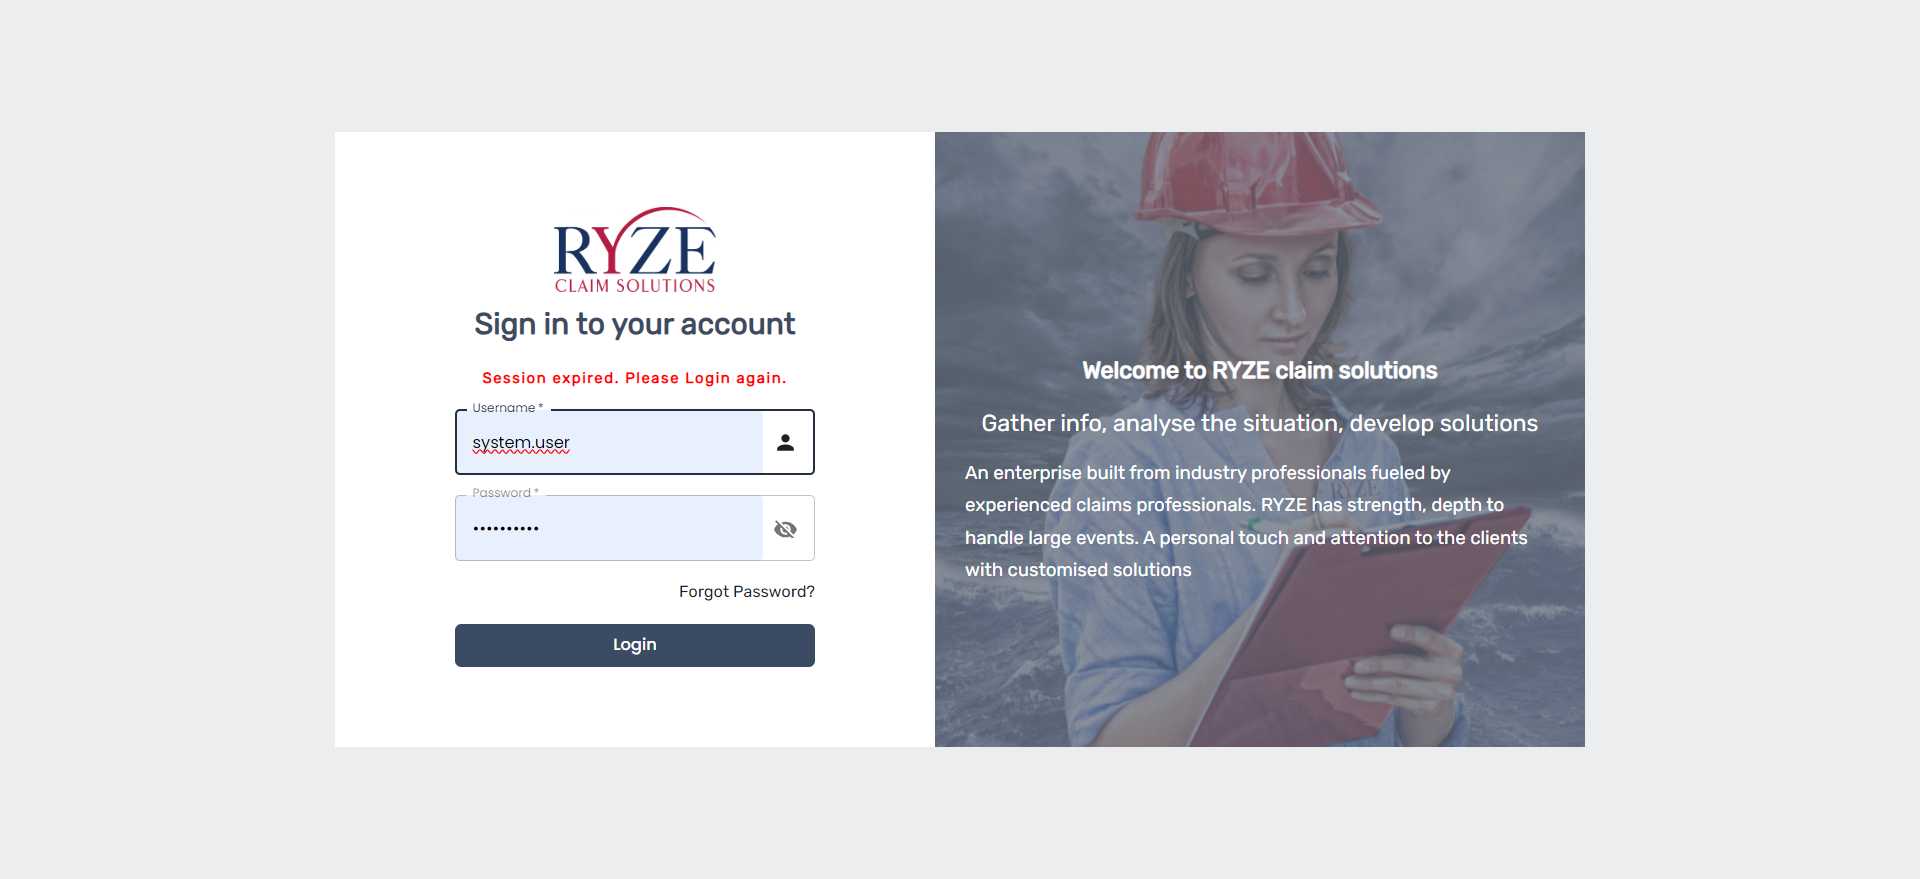 RYZE
CLAIM SOLUTIONS
Sign in to your account
Session expired. Please Login again.
Username *
system.user
Password *
••••••••••
Forgot Password?
Login
Welcome to RYZE claim solutions
Gather info, analyse the situation, develop solutions
An enterprise built from industry professionals fueled by
experienced claims professionals. RYZE has strength, depth to
handle large events. A personal touch and attention to the clients
with customised solutions